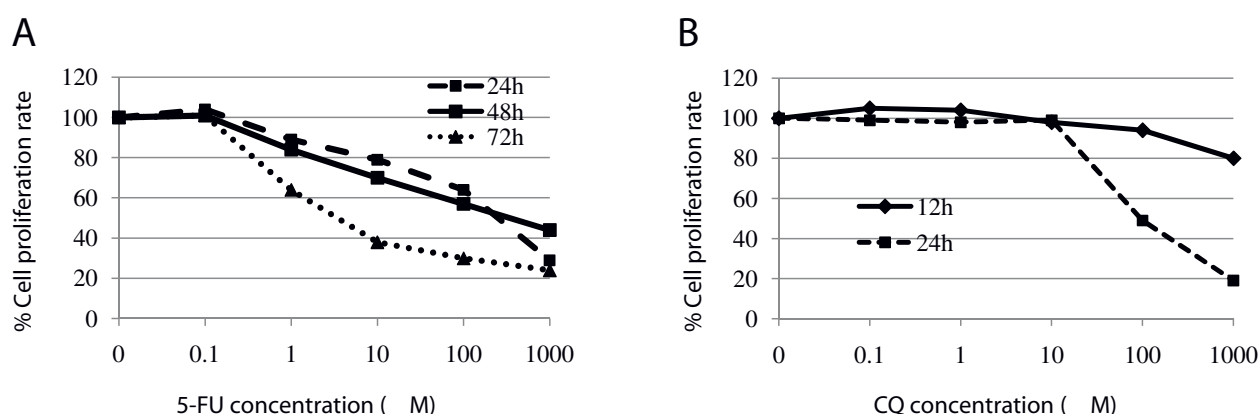 A
% Cell proliferation rate
120
100
80
60
40
20
0
24h
48h
72h
0 0.1 1 10 100 1000
5-FU concentration ( M)
B
% Cell proliferation rate
120
100
80
60
40
20
0
12h
24h
0 0.1 1 10 100 1000
CQ concentration ( M)